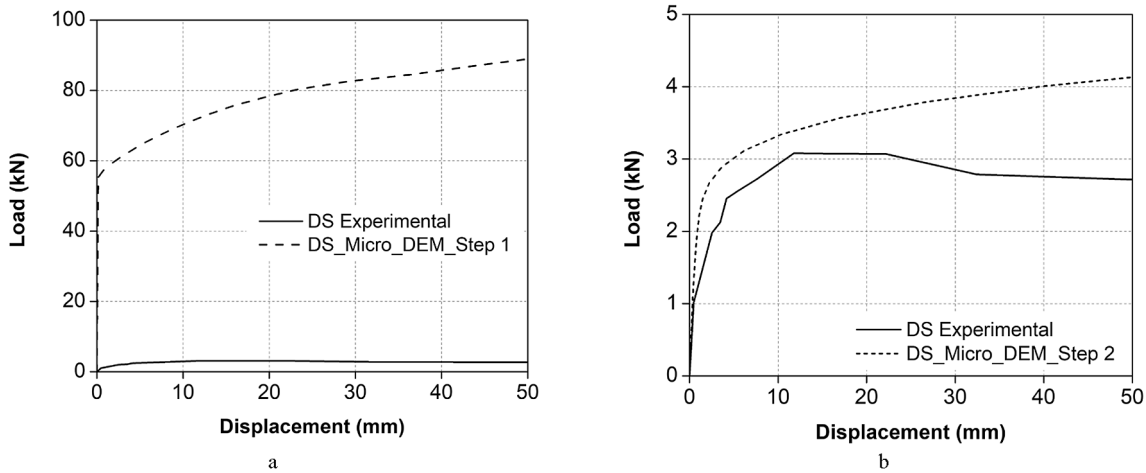 100
80
60
40
20
0
Load (kN)
DS Experimental
DS_Micro_DEM_Step 1
0 10 20 30 40 50
Displacement (mm)
a
5
4
3
2
1
0
Load (kN)
DS Experimental
DS_Micro_DEM_Step 2
0 10 20 30 40 50
Displacement (mm)
b